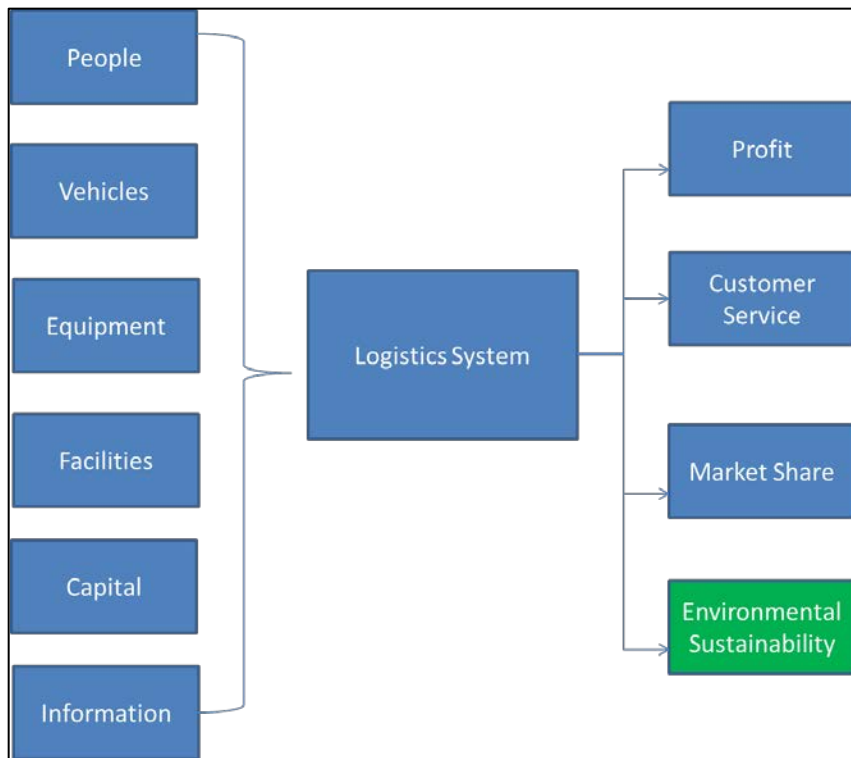 People
Vehicles
Equipment
Facilities
Capital
Information
Logistics System
Profit
Customer
Service
Market Share
Environmental
Sustainability